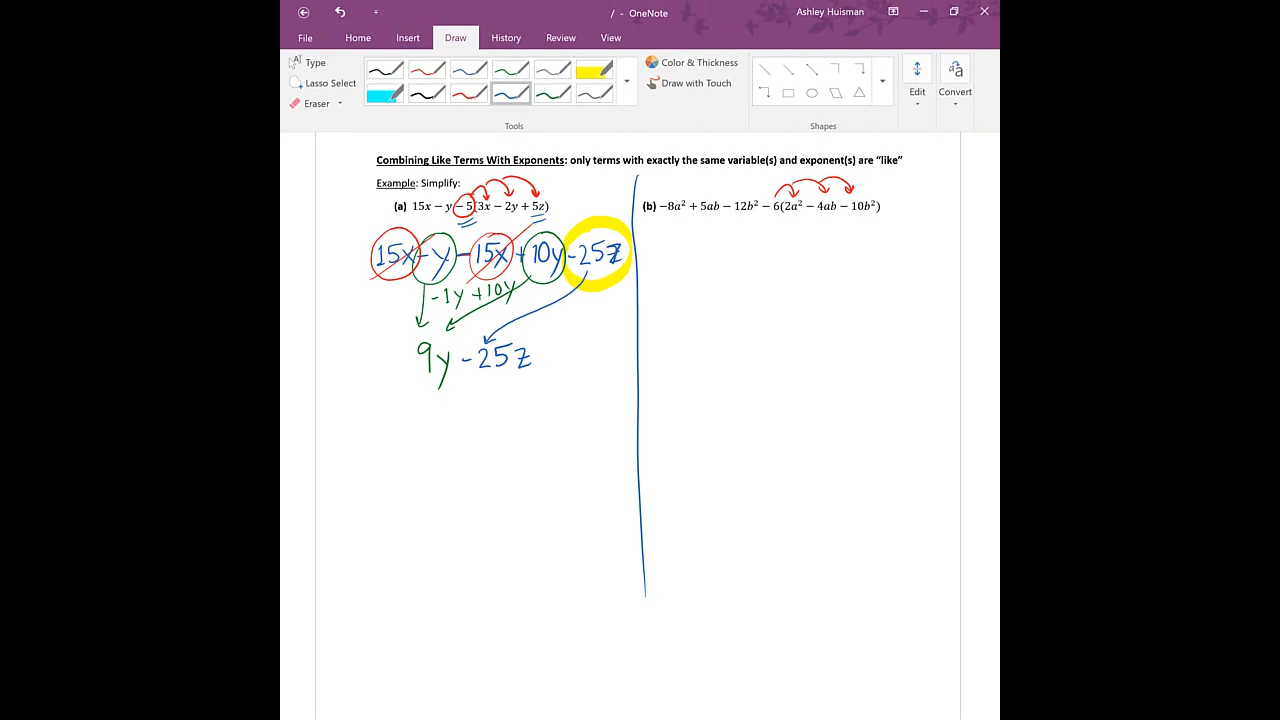 / - OneNote
Ashley Huisman
File Home Insert Draw History Review View
Type
Lasso Select
Eraser
Color & Thickness
Draw with Touch
Edit
Convert
Tools
Shapes
Combining Like Terms With Exponents: only terms with exactly the same variable(s) and exponent(s) are “like”
Example: Simplify:
(a) 15x − y − 5(3x − 2y + 5z)
15x - y - 15x + 10y - 25z
-1y + 10y
9y - 25z
(b) −8a² + 5ab − 12b² − 6(2a² − 4ab − 10b²)